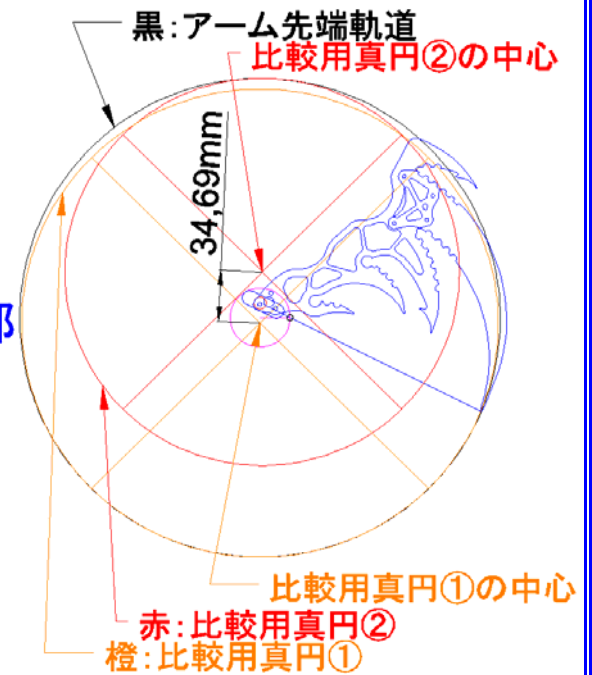 黒:アーム先端軌道
比較用真円②の中心
34,69mm
部
比較用真円①の中心
赤:比較用真円②
橙:比較用真円①